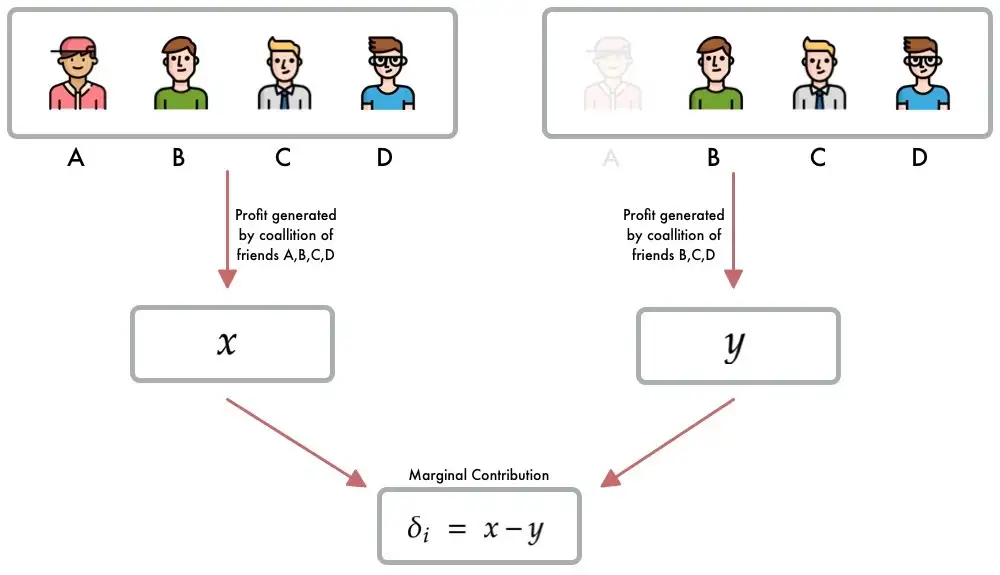 A B C D
A B C D
Profit generated
by coallition of
friends A,B,C,D
Profit generated
by coallition of
friends B,C,D
x
y
Marginal Contribution
δᵢ = x − y